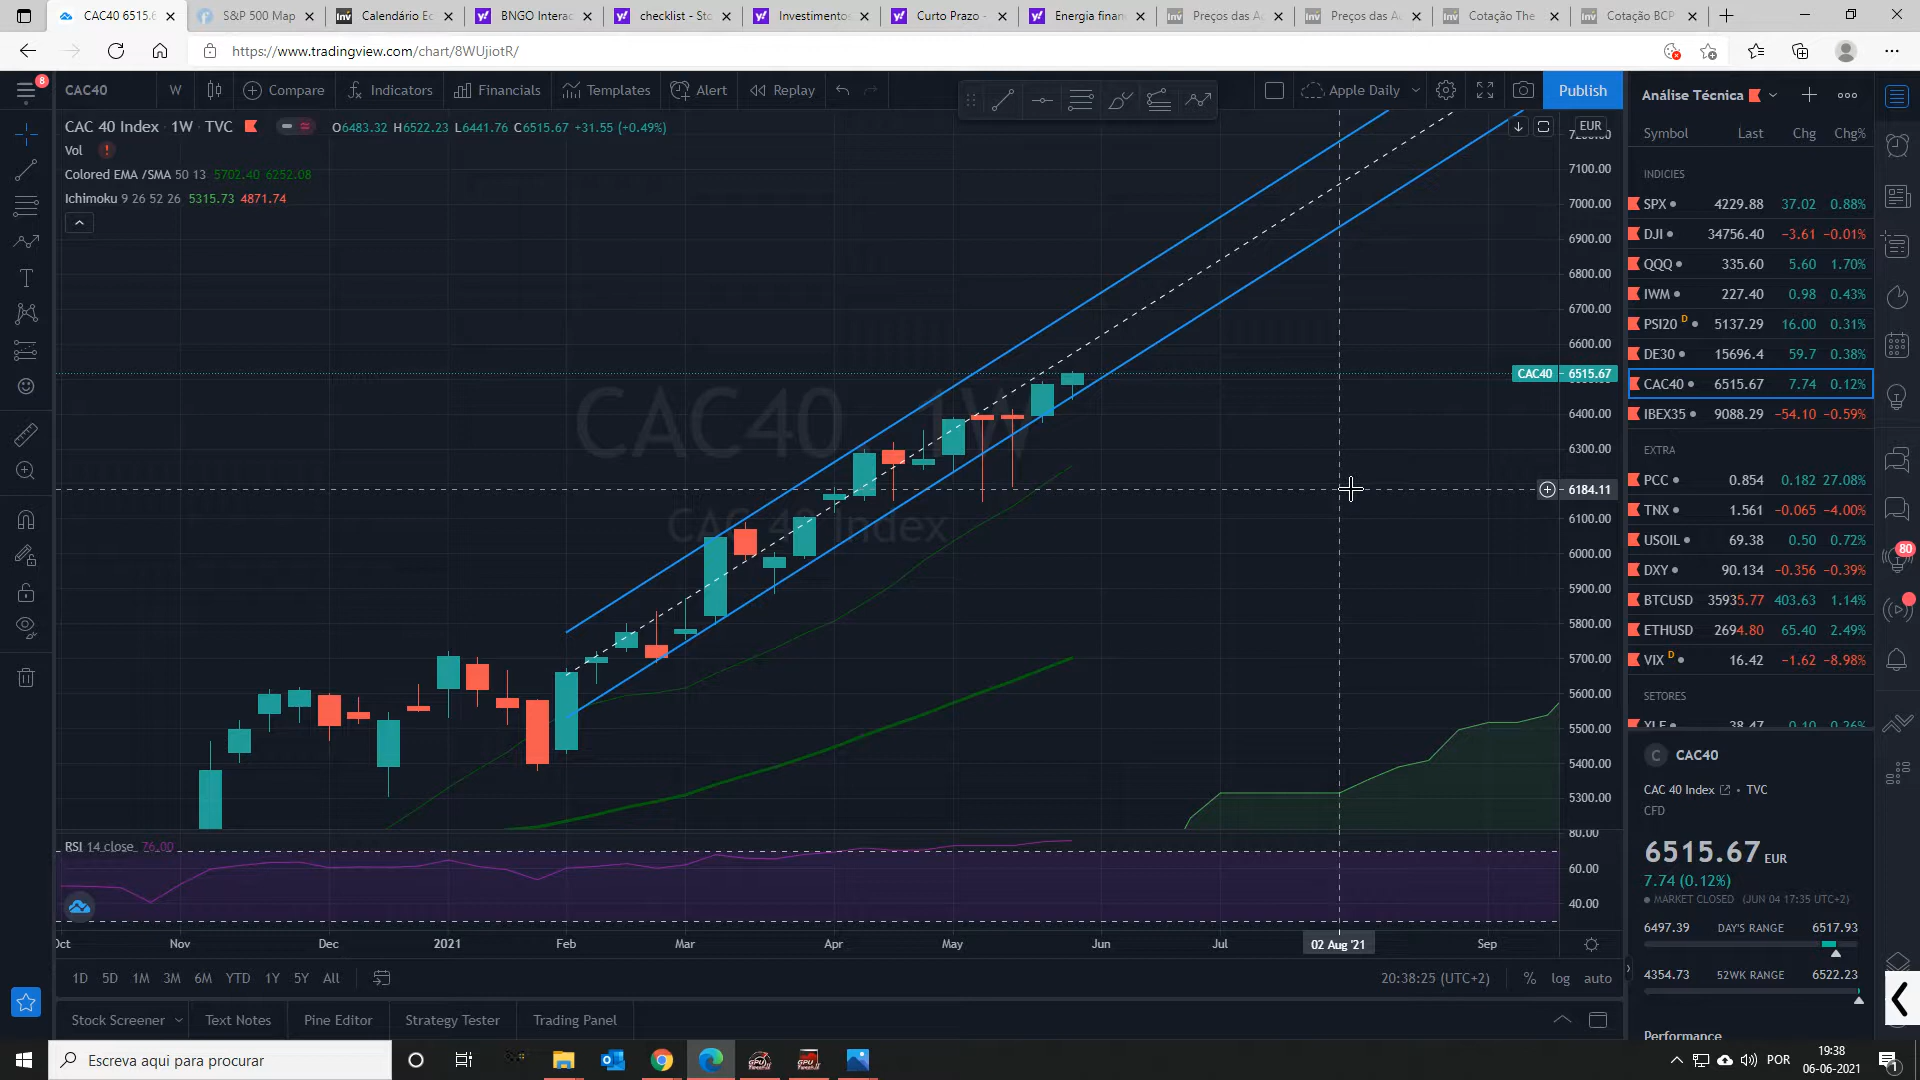 CAC40 6515.6
S&P 500 Map
Calendário Ec
BNGO Interac
checklist - Sto
Investimentos
Curto Prazo -
Energia finan
Preços das A
Preços das Au
Cotação The
Cotação BCP
https://www.tradingview.com/chart/8WUjiotR/
8
CAC40
W
Compare
Indicators
Financials
Templates
Alert
Replay
Apple Daily
Publish
CAC 40 Index · 1W · TVC
O6483.32 H6522.23 L6441.76 C6515.67 +31.55 (+0.49%)
Vol
Colored EMA /SMA 50 13 5702.40 6252.08
Ichimoku 9 26 52 26 5315.73 4871.74
CAC40, 1W
CAC 40 Index
EUR
7100.00
7000.00
6900.00
6800.00
6700.00
6600.00
CAC40 6515.67
6400.00
6300.00
6184.11
6100.00
6000.00
5900.00
5800.00
5700.00
5600.00
5500.00
5400.00
5300.00
RSI 14 close 76.00
80.00
60.00
40.00
Oct
Nov
Dec
2021
Feb
Mar
Apr
May
Jun
Jul
02 Aug '21
Sep
1D 5D 1M 3M 6M YTD 1Y 5Y All
20:38:25 (UTC+2)
% log auto
Stock Screener
Text Notes
Pine Editor
Strategy Tester
Trading Panel
Análise Técnica
Symbol Last Chg Chg%
INDICIES
SPX 4229.88 37.02 0.88%
DJI 34756.40 −3.61 −0.01%
QQQ 335.60 5.60 1.70%
IWM 227.40 0.98 0.43%
PSI20 D 5137.29 16.00 0.31%
DE30 15696.4 59.7 0.38%
CAC40 6515.67 7.74 0.12%
IBEX35 9088.29 −54.10 −0.59%
EXTRA
PCC 0.854 0.182 27.08%
TNX 1.561 −0.065 −4.00%
USOIL 69.38 0.50 0.72%
DXY 90.134 −0.356 −0.39%
BTCUSD 35935.77 403.63 1.14%
ETHUSD 2694.80 65.40 2.49%
VIX D 16.42 −1.62 −8.98%
SETORES
XLF 38.47 0.10 0.26%
80
C CAC40
CAC 40 Index • TVC
CFD
6515.67 EUR
7.74 (0.12%)
MARKET CLOSED (JUN 04 17:35 UTC+2)
6497.39 DAY'S RANGE 6517.93
4354.73 52WK RANGE 6522.23
Performance
Escreva aqui para procurar
POR
19:38
06-06-2021
1